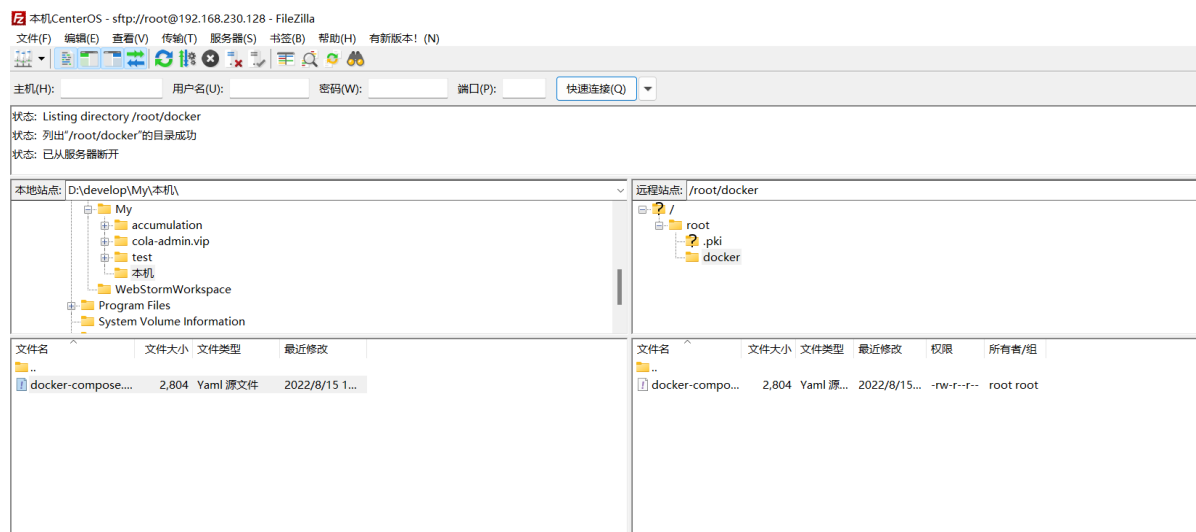 本机CenterOS - sftp://root@192.168.230.128 - FileZilla
文件(F) 编辑(E) 查看(V) 传输(T) 服务器(S) 书签(B) 帮助(H) 有新版本! (N)
主机(H): 用户名(U): 密码(W): 端口(P): 快速连接(Q)
状态: Listing directory /root/docker
状态: 列出"/root/docker"的目录成功
状态: 已从服务器断开
本地站点: D:\develop\My\本机\
My
accumulation
cola-admin.vip
test
本机
WebStormWorkspace
Program Files
System Volume Information
远程站点: /root/docker
/
root
.pki
docker
文件名 文件大小 文件类型 最近修改
..
docker-compose.... 2,804 Yaml 源文件 2022/8/15 1...
文件名 文件大小 文件类型 最近修改 权限 所有者/组
..
docker-compo... 2,804 Yaml 源... 2022/8/15... -rw-r--r-- root root